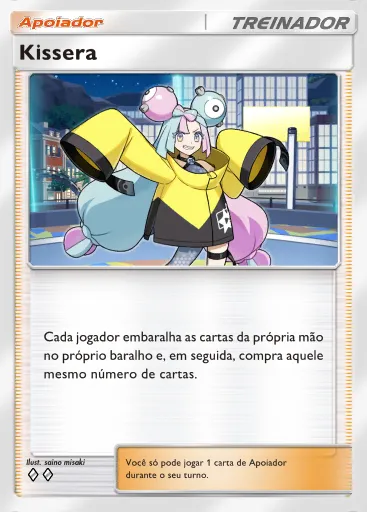 Apoiador
TREINADOR
Kissera
Cada jogador embaralha as cartas da própria mão
no próprio baralho e, em seguida, compra aquele
mesmo número de cartas.
Ilust. saino misaki
Você só pode jogar 1 carta de Apoiador
durante o seu turno.